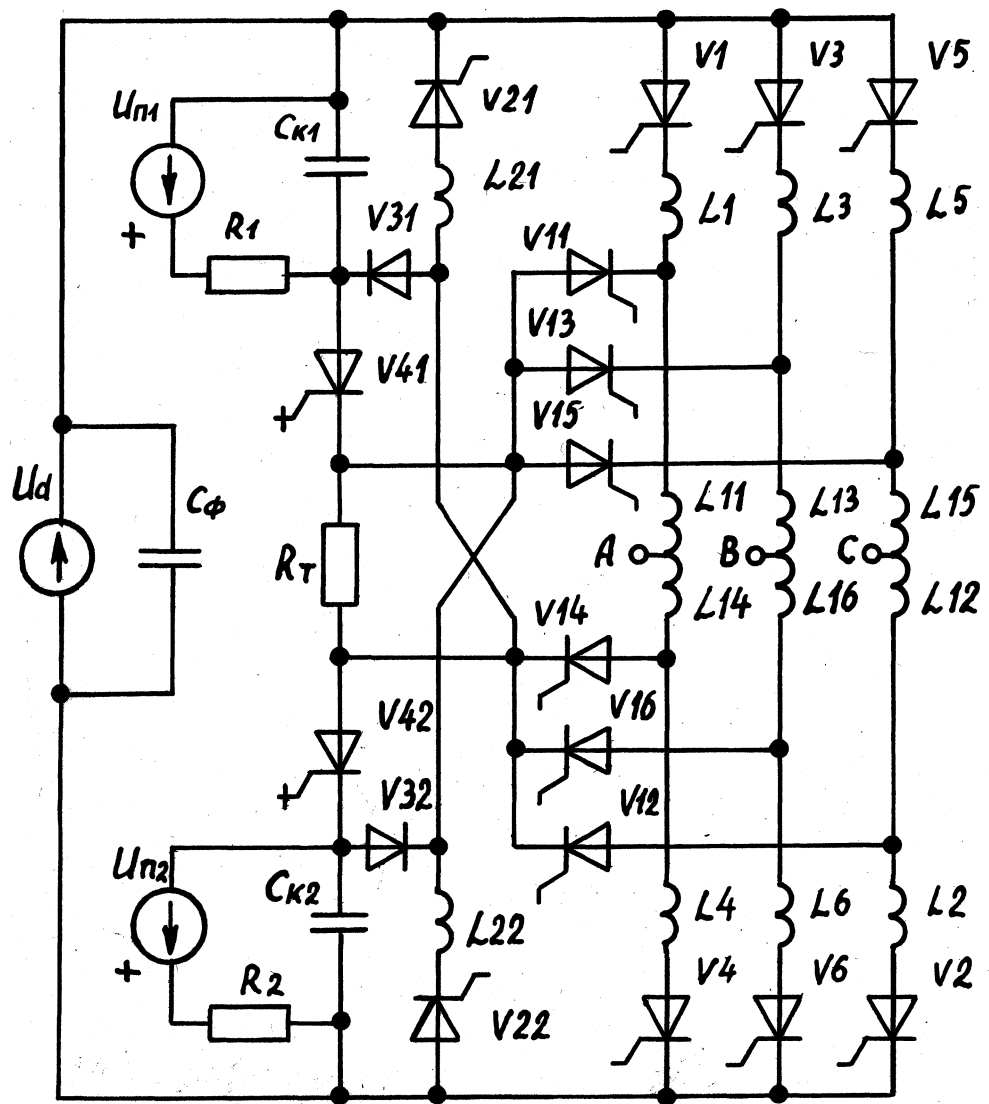 V1 V3 V5
Uп1 Cк1 V21
L21
L1 L3 L5
+ R1 V31 V11
V13
V41
+ V15
Ud Cф L11 L13 L15
Rт A B C
L14 L16 L12
V14
V16
V42
+ V32 V12
Uп2 Cк2
L22 L4 L6 L2
+ R2 V4 V6 V2
V22